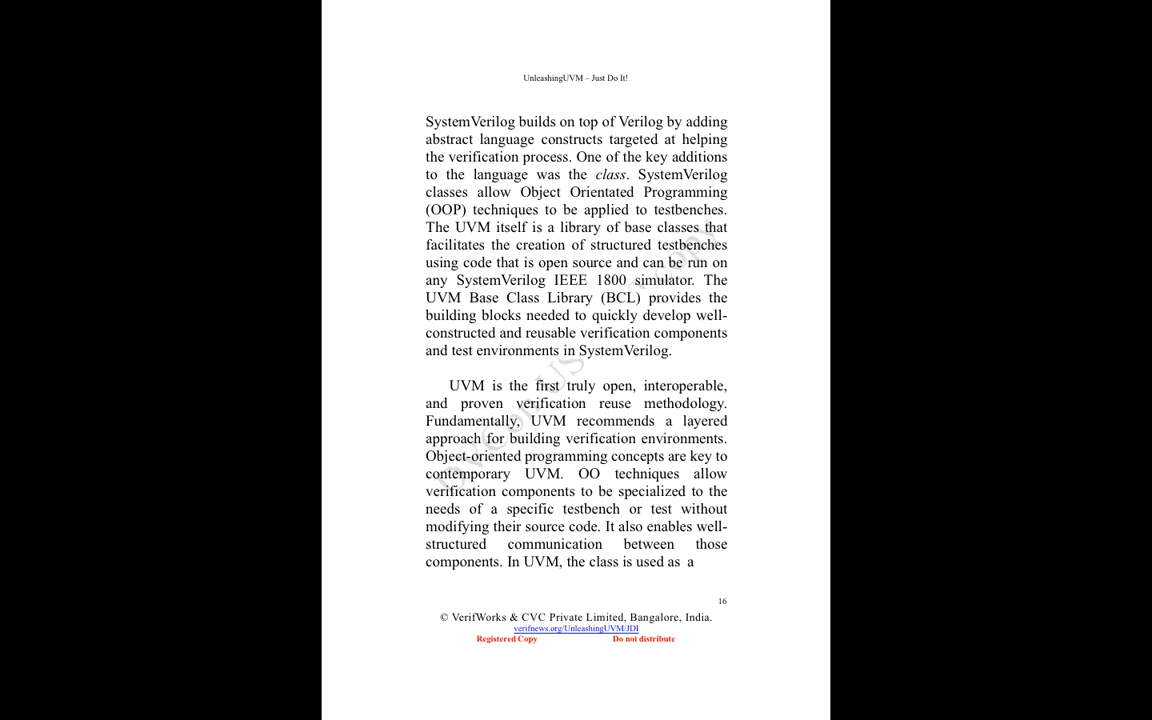 UnleashingUVM – Just Do It!
SystemVerilog builds on top of Verilog by adding
abstract language constructs targeted at helping
the verification process. One of the key additions
to the language was the class. SystemVerilog
classes allow Object Orientated Programming
(OOP) techniques to be applied to testbenches.
The UVM itself is a library of base classes that
facilitates the creation of structured testbenches
using code that is open source and can be run on
any SystemVerilog IEEE 1800 simulator. The
UVM Base Class Library (BCL) provides the
building blocks needed to quickly develop well-
constructed and reusable verification components
and test environments in SystemVerilog.
UVM is the first truly open, interoperable,
and proven verification reuse methodology.
Fundamentally, UVM recommends a layered
approach for building verification environments.
Object-oriented programming concepts are key to
contemporary UVM. OO techniques allow
verification components to be specialized to the
needs of a specific testbench or test without
modifying their source code. It also enables well-
structured communication between those
components. In UVM, the class is used as a
16
© VerifWorks & CVC Private Limited, Bangalore, India.
verifnews.org/UnleashingUVM/JDI
Registered Copy Do not distribute